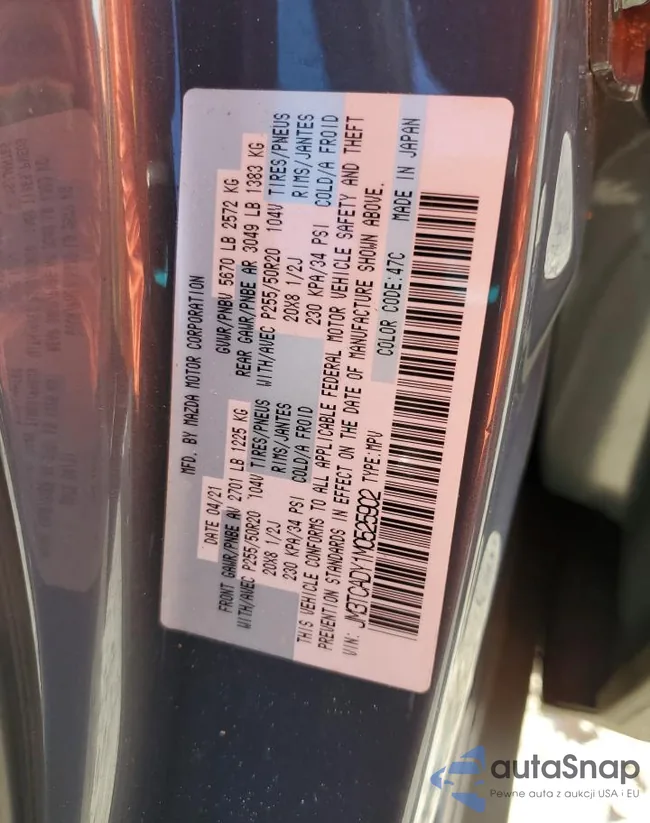 MFD. BY MAZDA MOTOR CORPORATION
DATE 04/21
GVWR/PNBV 5670 LB 2572 KG
FRONT GAWR/PNBE AV 2701 LB 1225 KG
REAR GAWR/PNBE AR 3049 LB 1383 KG
WITH/AVEC P255/50R20 104V TIRES/PNEUS
WITH/AVEC P255/50R20 104V TIRES/PNEUS
20X8 1/2J RIMS/JANTES
20X8 1/2J RIMS/JANTES
230 KPA/34 PSI COLD/A FROID
230 KPA/34 PSI COLD/A FROID
THIS VEHICLE CONFORMS TO ALL APPLICABLE FEDERAL MOTOR VEHICLE SAFETY AND THEFT
PREVENTION STANDARDS IN EFFECT ON THE DATE OF MANUFACTURE SHOWN ABOVE.
VIN: JM3TCADY1M0525902 TYPE:MPV COLOR CODE:47C MADE IN JAPAN
autaSnap
Pewne auta z aukcji USA i EU